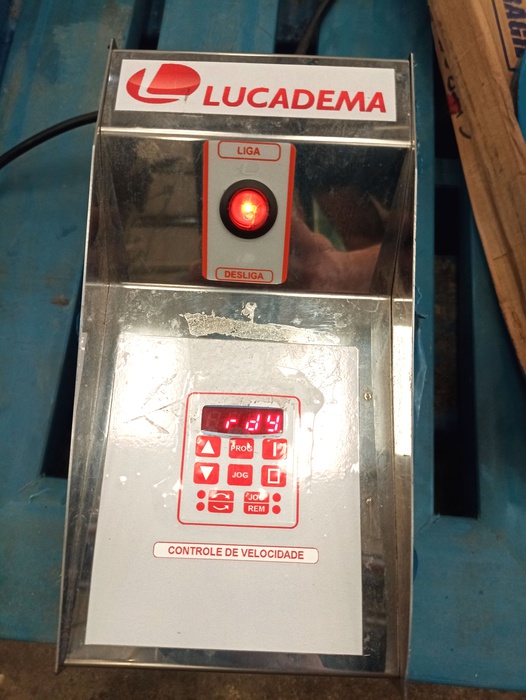 LUCADEMA
LIGA
DESLIGA
rdy
PROG I
JOG O
JOG
REM
CONTROLE DE VELOCIDADE